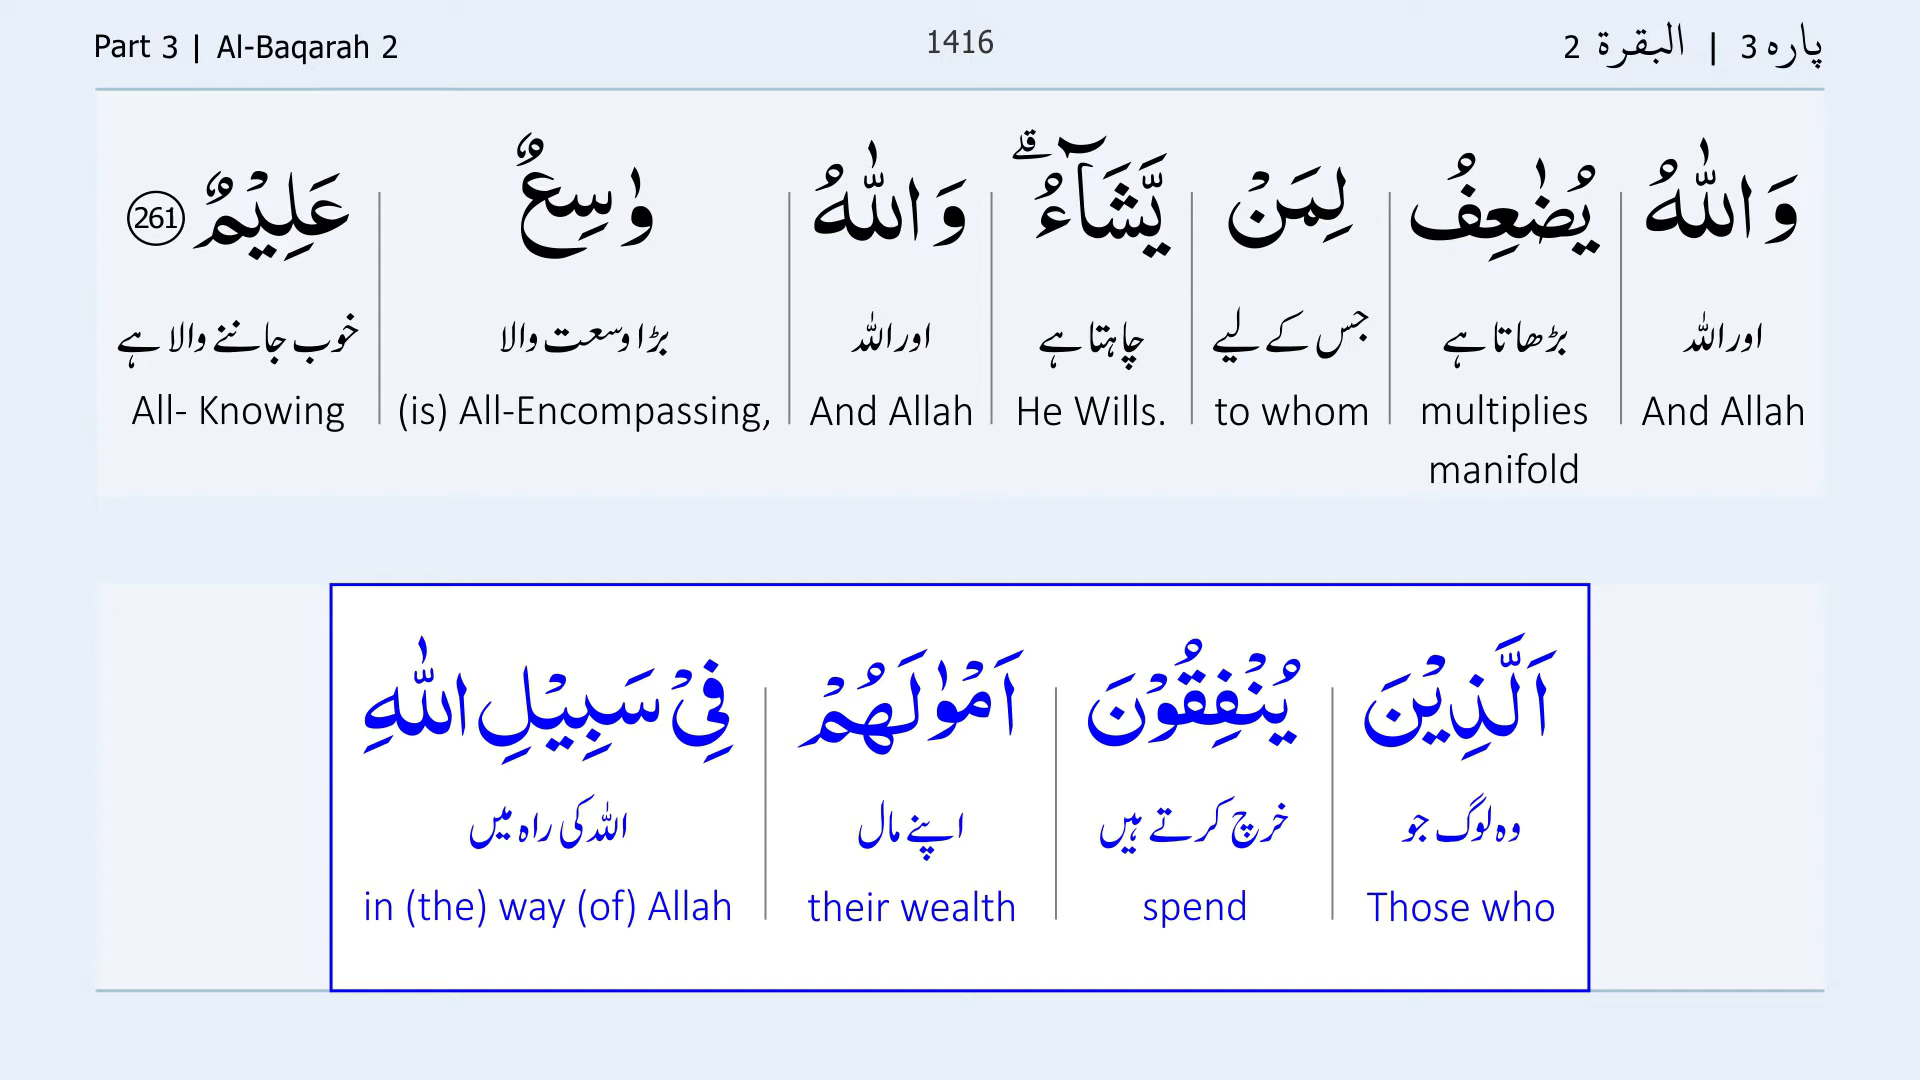 Part 3 | Al-Baqarah 2
1416
پارہ 3 | البقرة 2
وَاللّٰهُ يُضٰعِفُ لِمَنْ يَّشَآءُ ؕ وَاللّٰهُ وٰسِعٌ عَلِيْمٌ 261
اور اللہ بڑھاتا ہے جس کے لیے چاہتا ہے اور اللہ بڑا وسعت والا خوب جاننے والا ہے
All- Knowing (is) All-Encompassing, And Allah He Wills. to whom multiplies And Allah
manifold
اَلَّذِيْنَ يُنْفِقُوْنَ اَمْوٰلَهُمْ فِيْ سَبِيْلِ اللّٰهِ
وہ لوگ جو خرچ کرتے ہیں اپنے مال اللہ کی راہ میں
in (the) way (of) Allah their wealth spend Those who